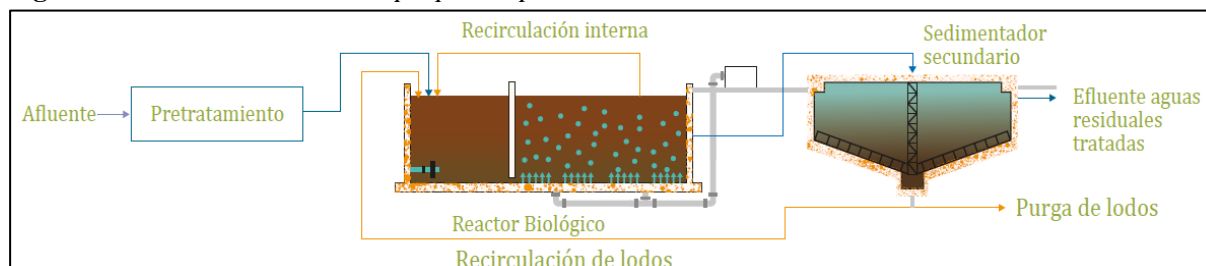 Recirculación interna
Sedimentador
secundario
Afluente
Pretratamiento
Efluente aguas
residuales
tratadas
Reactor Biológico
Purga de lodos
Recirculación de lodos